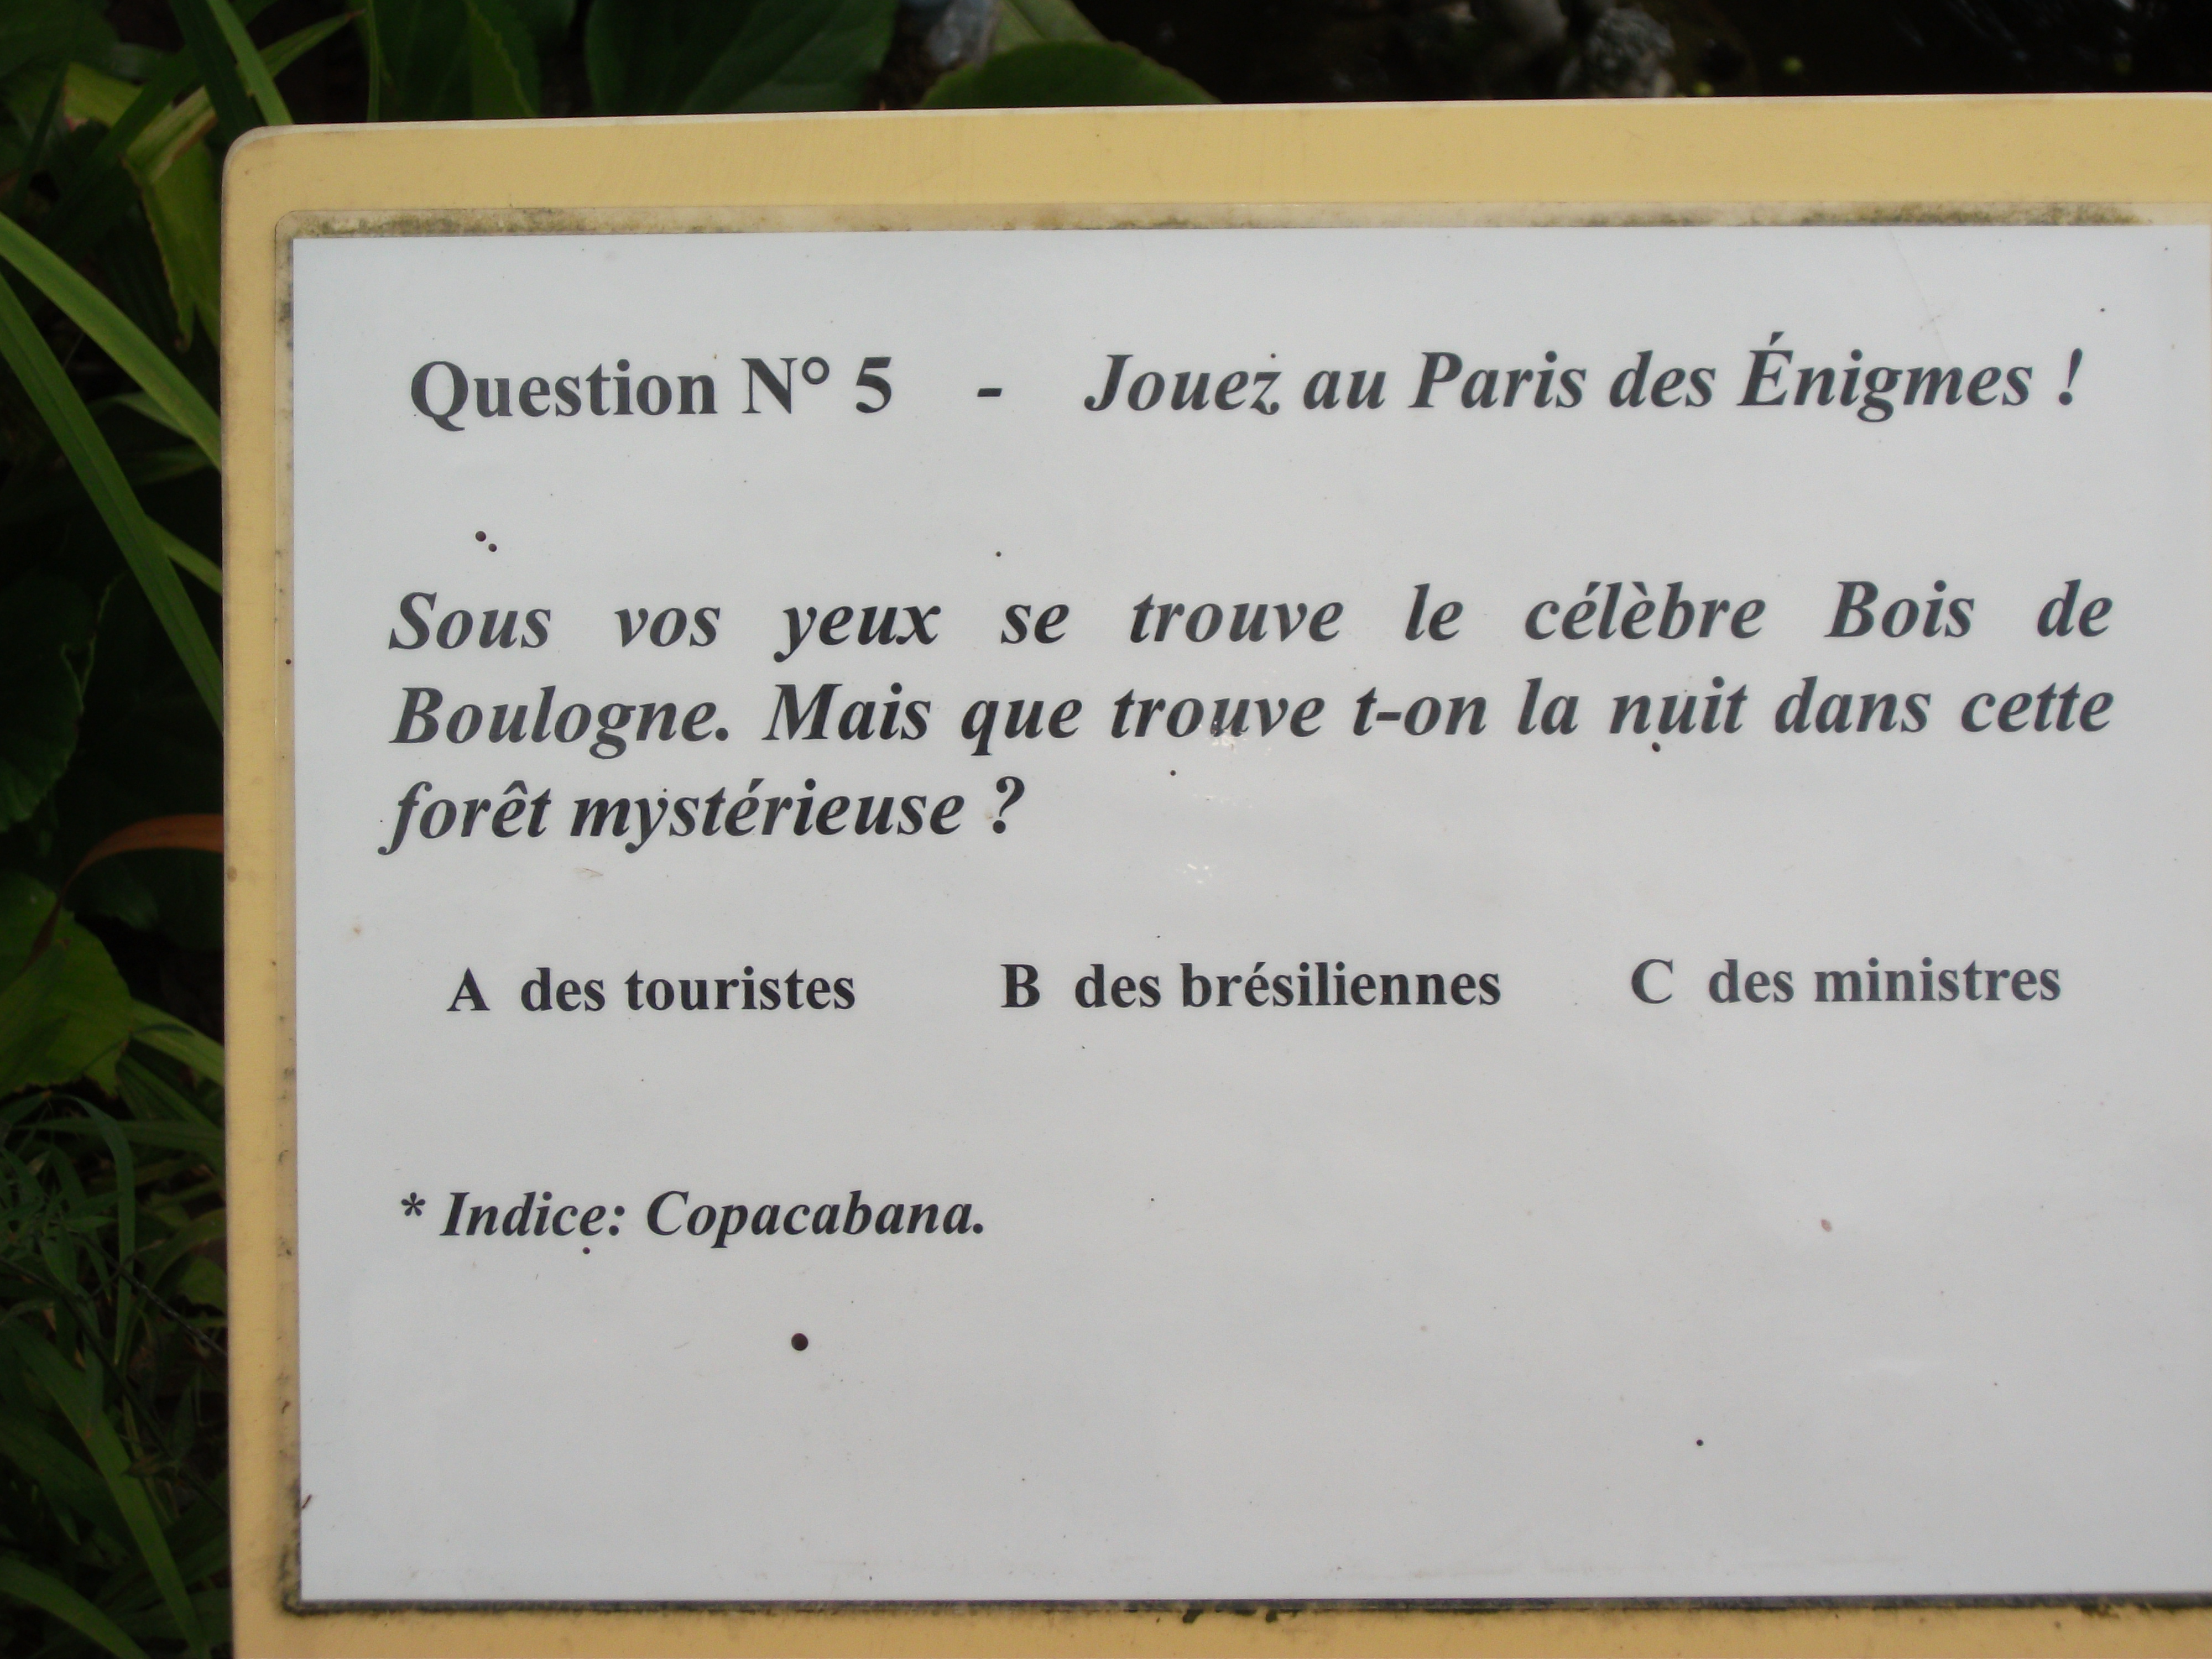 Question N° 5 - Jouez au Paris des Énigmes !
Sous vos yeux se trouve le célèbre Bois de
Boulogne. Mais que trouve t-on la nuit dans cette
forêt mystérieuse ?
A des touristes B des brésiliennes C des ministres
* Indice: Copacabana.